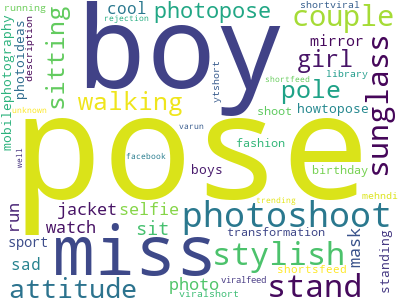 running
rejection
cool
photopose
shortviral
couple
mobilephotography
photoideas
description
sitting
boy
mirror
girl
sunglass
walking
ytshort
shortfeed
library
pole
howtopose
unknown
pose
varun
shoot
fashion
well
facebook
boys
birthday
trending
mehndi
run
jacket
selfie
photoshoot
watch
sit
transformation
sport
miss
stylish
mask
standing
sad
shortsfeed
attitude
photo
viralfeed
stand
viralshort